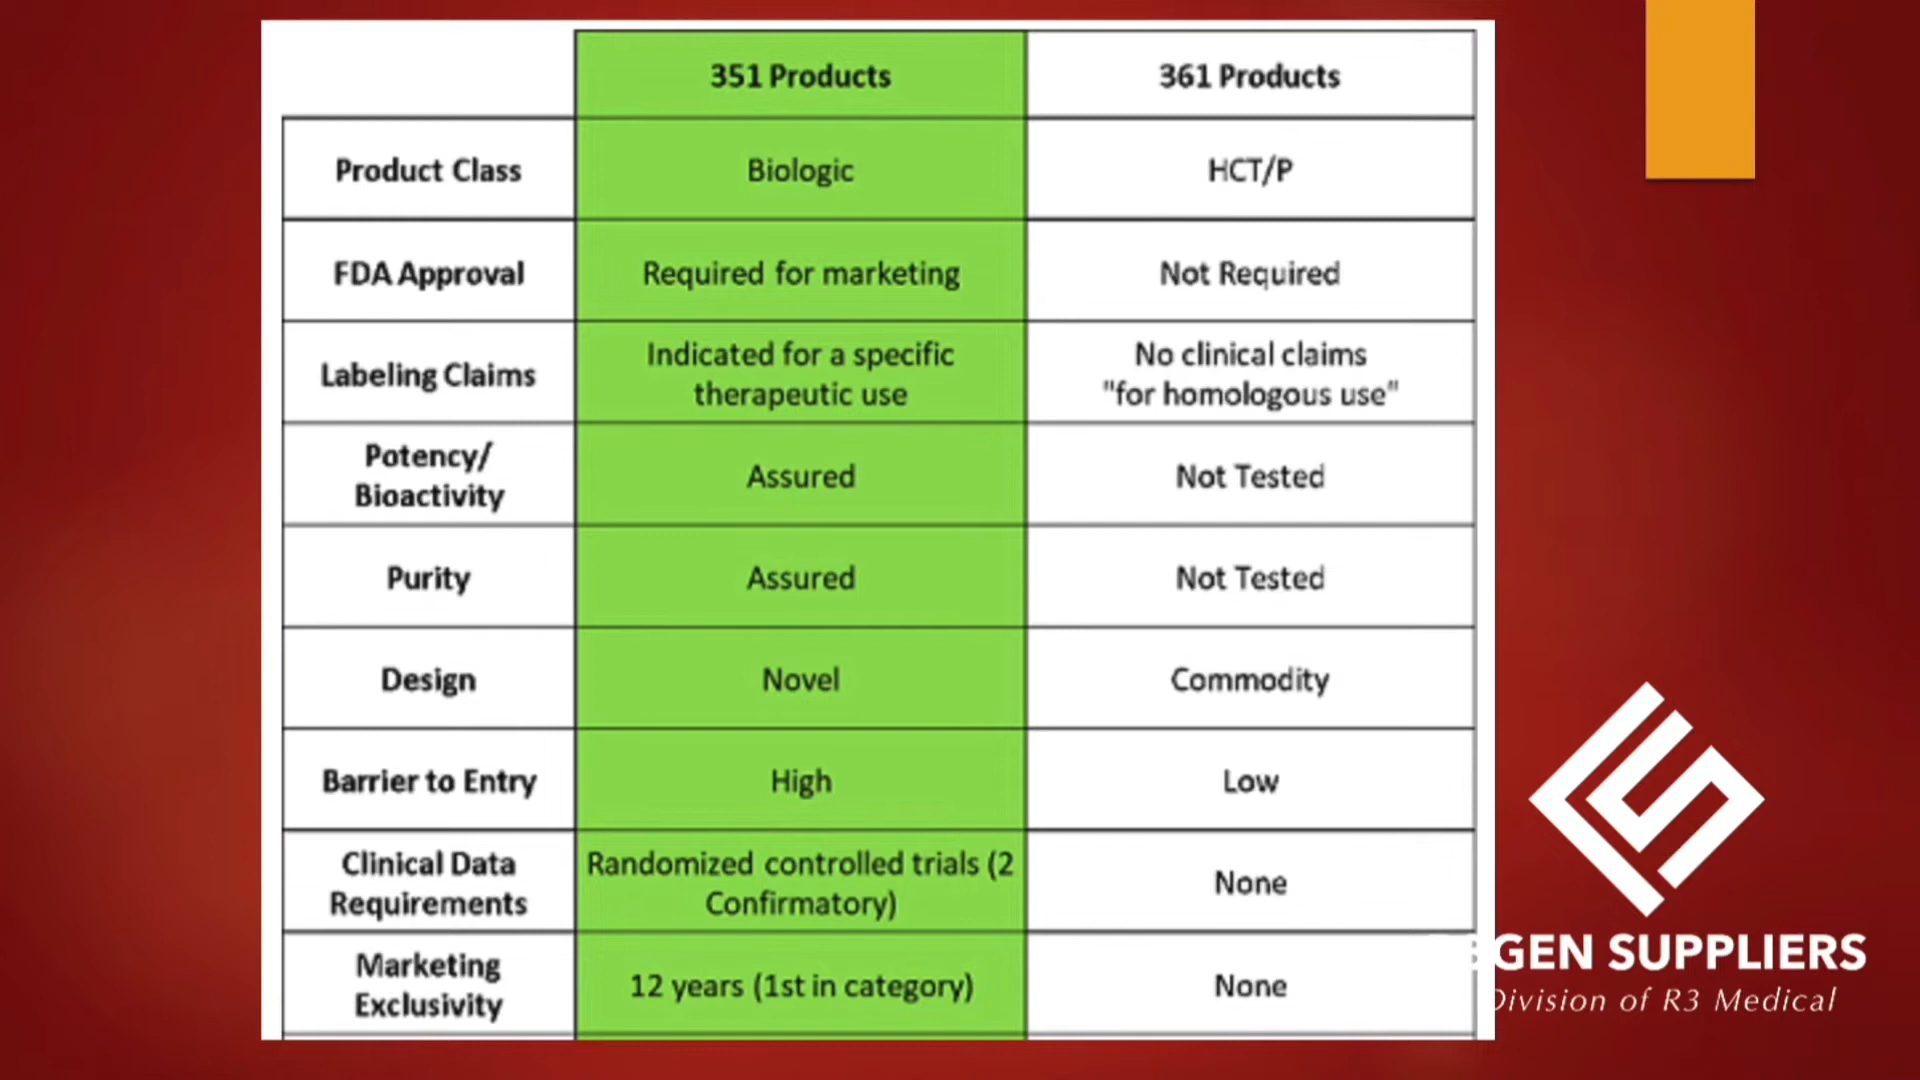 351 Products
361 Products
Product Class
Biologic
HCT/P
FDA Approval
Required for marketing
Not Required
Labeling Claims
Indicated for a specific
therapeutic use
No clinical claims
"for homologous use"
Potency/
Bioactivity
Assured
Not Tested
Purity
Assured
Not Tested
Design
Novel
Commodity
Barrier to Entry
High
Low
Clinical Data
Requirements
Randomized controlled trials (2
Confirmatory)
None
Marketing
Exclusivity
12 years (1st in category)
None
GEN SUPPLIERS
Division of R3 Medical